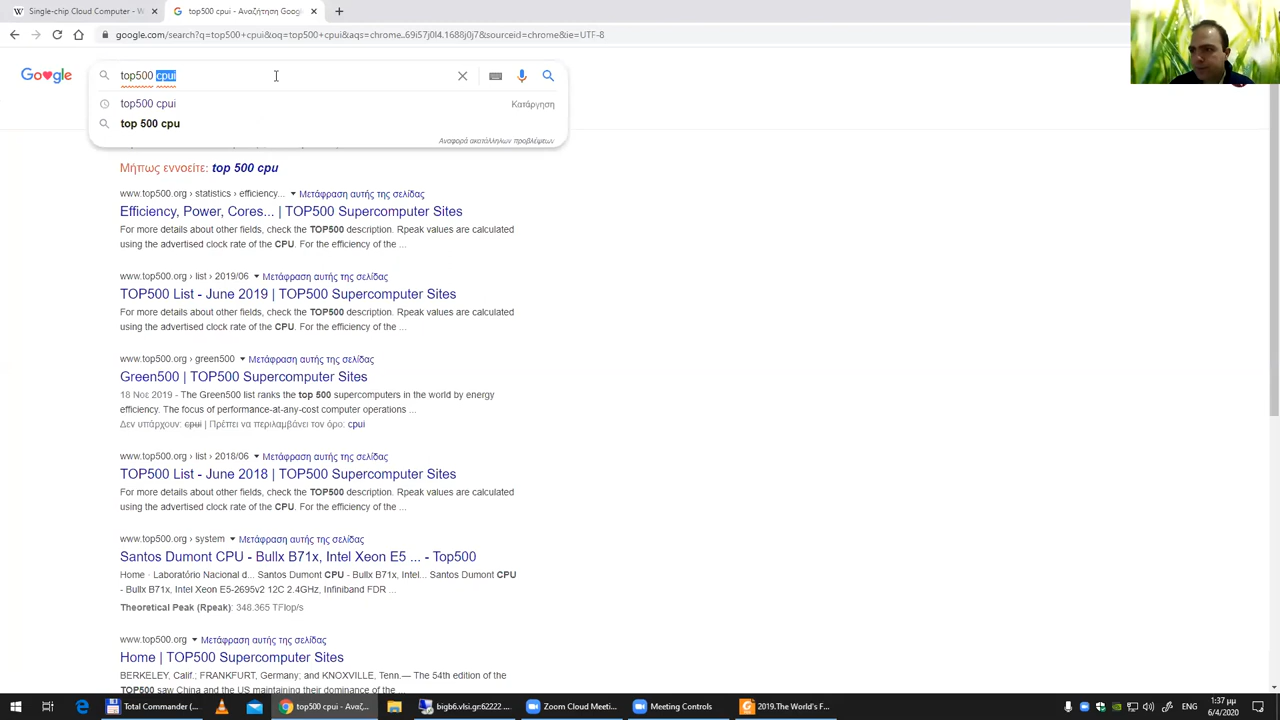 Single-chip Cloud Computer - W
top500 cpui - Αναζήτηση Goog
google.com/search?q=top500+cpui&oq=top500+cpui&aqs=chrome..69i57j0l4.1688j0j7&sourceid=chrome&ie=UTF-8
top500 cpui
top500 cpui Κατάργηση
top 500 cpu
Αναφορά ακατάλληλων προβλέψεων
Μήπως εννοείτε: top 500 cpu
www.top500.org › statistics › efficiency... Μετάφραση αυτής της σελίδας
Efficiency, Power, Cores... | TOP500 Supercomputer Sites
For more details about other fields, check the TOP500 description. Rpeak values are calculated
using the advertised clock rate of the CPU. For the efficiency of the ...
www.top500.org › list › 2019/06 Μετάφραση αυτής της σελίδας
TOP500 List - June 2019 | TOP500 Supercomputer Sites
For more details about other fields, check the TOP500 description. Rpeak values are calculated
using the advertised clock rate of the CPU. For the efficiency of the ...
www.top500.org › green500 Μετάφραση αυτής της σελίδας
Green500 | TOP500 Supercomputer Sites
18 Νοε 2019 - The Green500 list ranks the top 500 supercomputers in the world by energy
efficiency. The focus of performance-at-any-cost computer operations ...
Δεν υπάρχουν: cpui | Πρέπει να περιλαμβάνει τον όρο: cpui
www.top500.org › list › 2018/06 Μετάφραση αυτής της σελίδας
TOP500 List - June 2018 | TOP500 Supercomputer Sites
For more details about other fields, check the TOP500 description. Rpeak values are calculated
using the advertised clock rate of the CPU. For the efficiency of the ...
www.top500.org › system Μετάφραση αυτής της σελίδας
Santos Dumont CPU - Bullx B71x, Intel Xeon E5 ... - Top500
Home · Laboratório Nacional d... Santos Dumont CPU - Bullx B71x, Intel... Santos Dumont CPU
- Bullx B71x, Intel Xeon E5-2695v2 12C 2.4GHz, Infiniband FDR ...
Theoretical Peak (Rpeak): 348.365 TFlop/s
www.top500.org Μετάφραση αυτής της σελίδας
Home | TOP500 Supercomputer Sites
BERKELEY, Calif.; FRANKFURT, Germany; and KNOXVILLE, Tenn.— The 54th edition of the
TOP500 saw China and the US maintaining their dominance of the ...
Total Commander (... top500 cpui - Αναζ... bigb6.vlsi.gr:62222 ... Zoom Cloud Meeti... Meeting Controls 2019.The World's F... ENG 1:37 μμ
6/4/2020